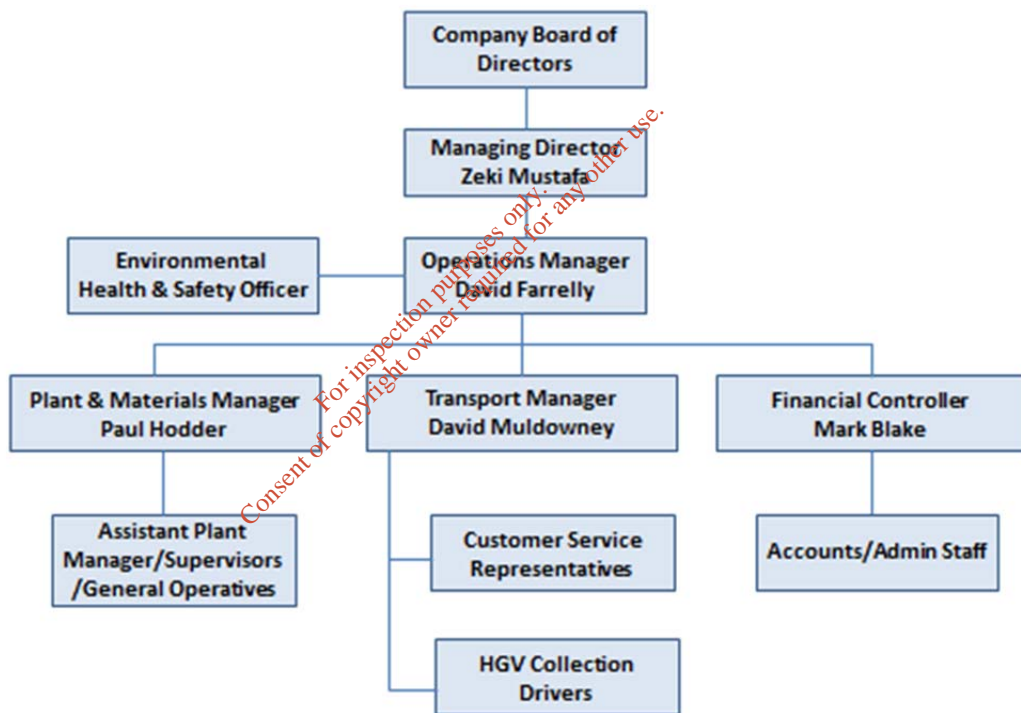 Company Board of
Directors
Managing Director
Zeki Mustafa
Environmental
Health & Safety Officer
Operations Manager
David Farrelly
Plant & Materials Manager
Paul Hodder
Transport Manager
David Muldowney
Financial Controller
Mark Blake
Assistant Plant
Manager/Supervisors
/General Operatives
Customer Service
Representatives
Accounts/Admin Staff
HGV Collection
Drivers
For inspection purposes only.
Consent of copyright owner required for any other use.